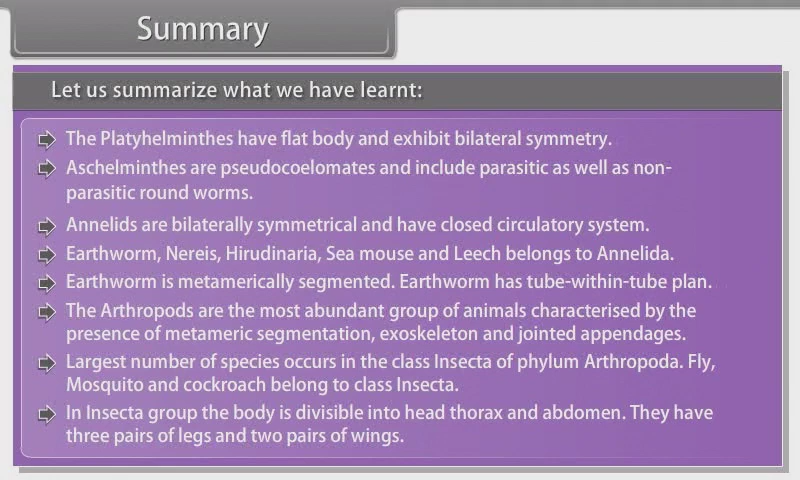 Summary
Let us summarize what we have learnt:
The Platyhelminthes have flat body and exhibit bilateral symmetry.
Aschelminthes are pseudocoelomates and include parasitic as well as non-
parasitic round worms.
Annelids are bilaterally symmetrical and have closed circulatory system.
Earthworm, Nereis, Hirudinaria, Sea mouse and Leech belongs to Annelida.
Earthworm is metamerically segmented. Earthworm has tube-within-tube plan.
The Arthropods are the most abundant group of animals characterised by the
presence of metameric segmentation, exoskeleton and jointed appendages.
Largest number of species occurs in the class Insecta of phylum Arthropoda. Fly,
Mosquito and cockroach belong to class Insecta.
In Insecta group the body is divisible into head thorax and abdomen. They have
three pairs of legs and two pairs of wings.